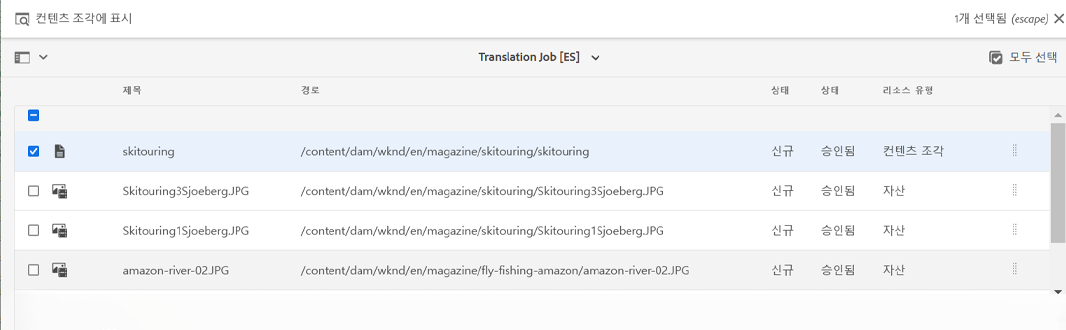 컨텐츠 조각에 표시 1개 선택됨 (escape)
Translation Job [ES] 모두 선택
제목 경로 상태 상태 리소스 유형
skitouring /content/dam/wknd/en/magazine/skitouring/skitouring 신규 승인됨 컨텐츠 조각
Skitouring3Sjoeberg.JPG /content/dam/wknd/en/magazine/skitouring/Skitouring3Sjoeberg.JPG 신규 승인됨 자산
Skitouring1Sjoeberg.JPG /content/dam/wknd/en/magazine/skitouring/Skitouring1Sjoeberg.JPG 신규 승인됨 자산
amazon-river-02.JPG /content/dam/wknd/en/magazine/fly-fishing-amazon/amazon-river-02.JPG 신규 승인됨 자산